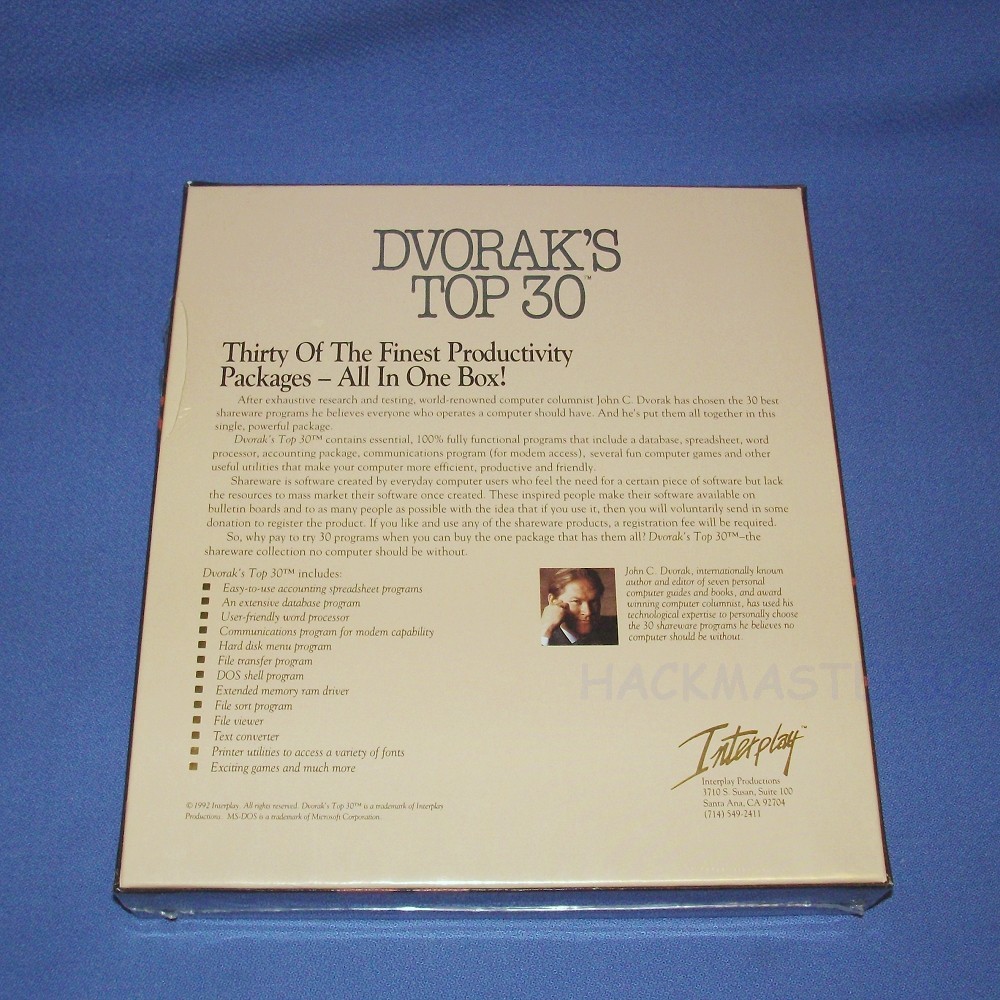 DVORAK'S
TOP 30™
Thirty Of The Finest Productivity
Packages – All In One Box!
After exhaustive research and testing, world-renowned computer columnist John C. Dvorak has chosen the 30 best
shareware programs he believes everyone who operates a computer should have. And he's put them all together in this
single, powerful package.
Dvorak's Top 30™ contains essential, 100% fully functional programs that include a database, spreadsheet, word
processor, accounting package, communications program (for modem access), several fun computer games and other
useful utilities that make your computer more efficient, productive and friendly.
Shareware is software created by everyday computer users who feel the need for a certain piece of software but lack
the resources to mass market their software once created. These inspired people make their software available on
bulletin boards and to as many people as possible with the idea that if you use it, then you will voluntarily send in some
donation to register the product. If you like and use any of the shareware products, a registration fee will be required.
So, why pay to try 30 programs when you can buy the one package that has them all? Dvorak's Top 30™–the
shareware collection no computer should be without.
Dvorak's Top 30™ includes:
Easy-to-use accounting spreadsheet programs
An extensive database program
User-friendly word processor
Communications program for modem capability
Hard disk menu program
File transfer program
DOS shell program
Extended memory ram driver
File sort program
File viewer
Text converter
Printer utilities to access a variety of fonts
Exciting games and much more
John C. Dvorak, internationally known
author and editor of seven personal
computer guides and books, and award
winning computer columnist, has used his
technological expertise to personally choose
the 30 shareware programs he believes no
computer should be without.
HACKMAST
Interplay™
Interplay Productions
3710 S. Susan, Suite 100
Santa Ana, CA 92704
(714) 549-2411
© 1992 Interplay. All rights reserved. Dvorak's Top 30™ is a trademark of Interplay
Productions. MS-DOS is a trademark of Microsoft Corporation.